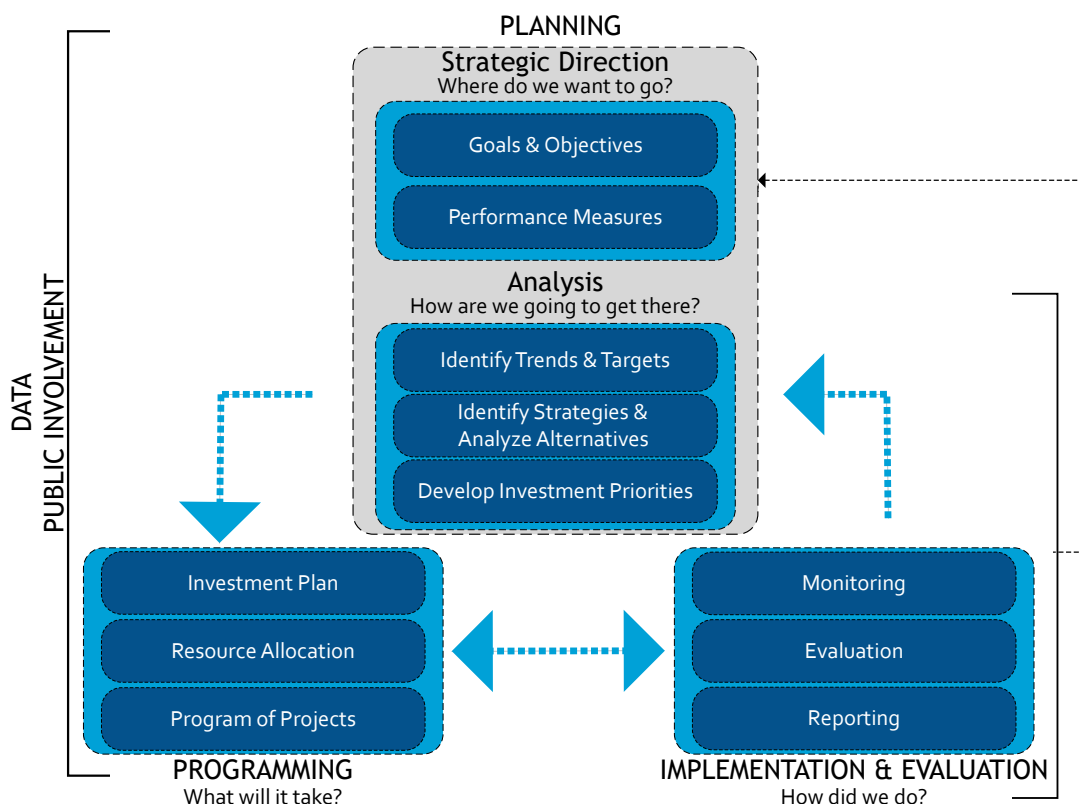 PLANNING
Strategic Direction
Where do we want to go?
Goals & Objectives
Performance Measures
Analysis
How are we going to get there?
Identify Trends & Targets
Identify Strategies &
Analyze Alternatives
Develop Investment Priorities
DATA
PUBLIC INVOLVEMENT
Investment Plan
Resource Allocation
Program of Projects
PROGRAMMING
What will it take?
Monitoring
Evaluation
Reporting
IMPLEMENTATION & EVALUATION
How did we do?